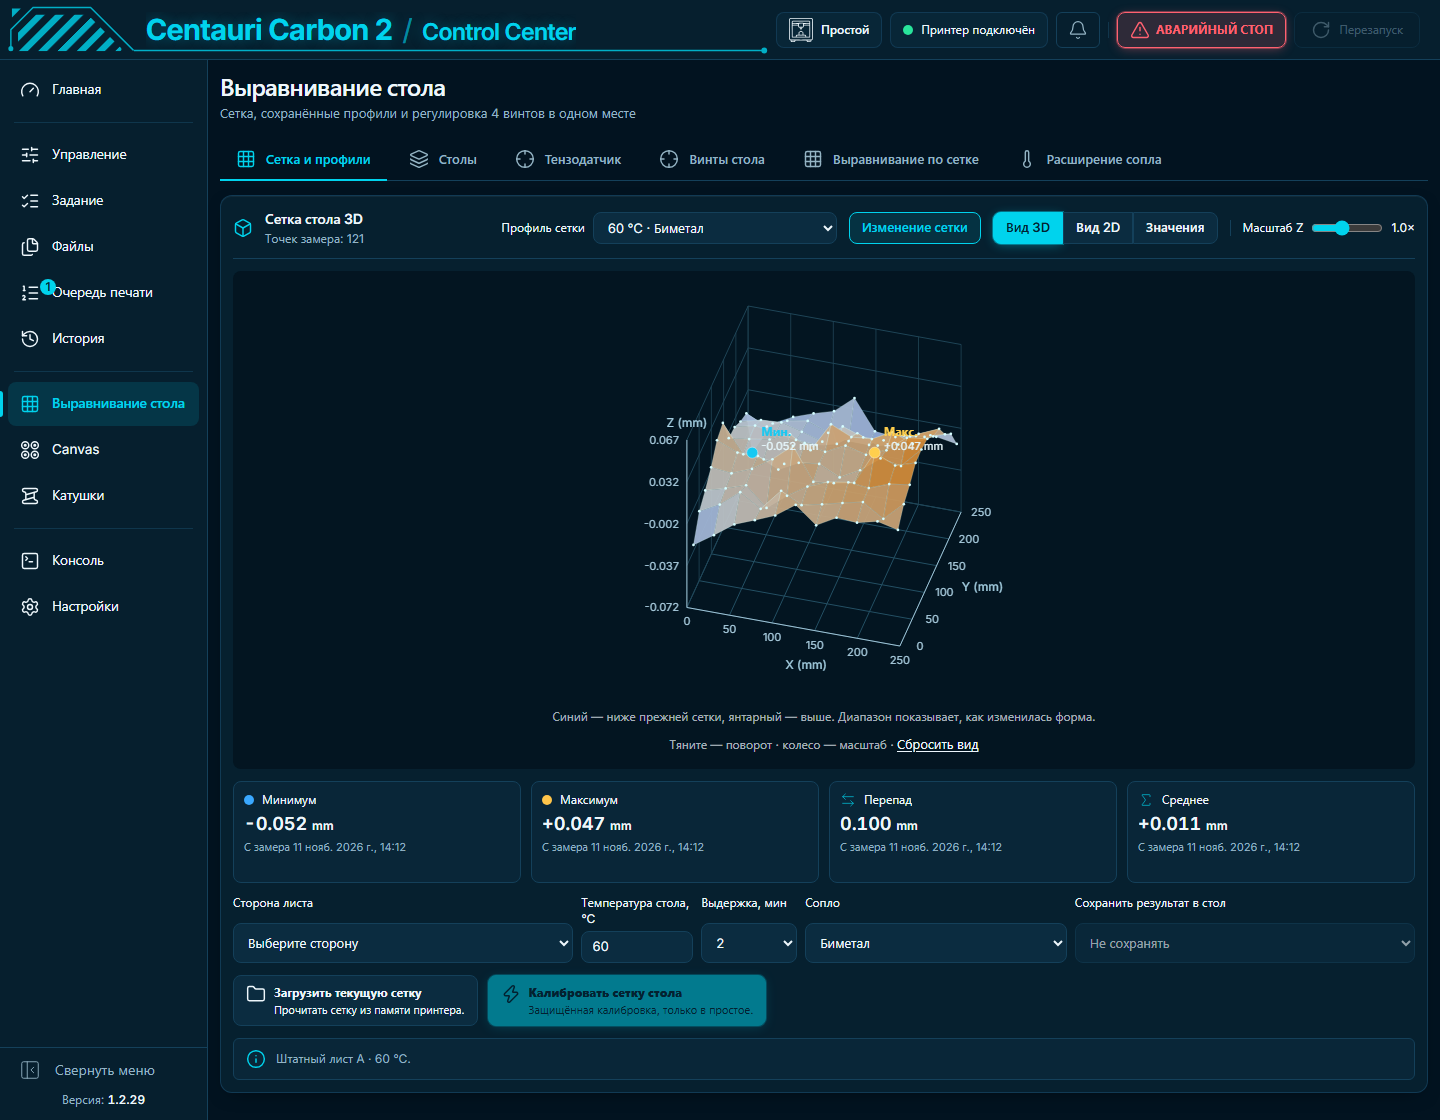 Centauri Carbon 2 / Control Center
Простой
Принтер подключён
АВАРИЙНЫЙ СТОП
Перезапуск
Главная
Управление
Задание
Файлы
1
Очередь печати
История
Выравнивание стола
Canvas
Катушки
Консоль
Настройки
Свернуть меню
Версия: 1.2.29
Выравнивание стола
Сетка, сохранённые профили и регулировка 4 винтов в одном месте
Сетка и профили
Столы
Тензодатчик
Винты стола
Выравнивание по сетке
Расширение сопла
Сетка стола 3D
Точек замера: 121
Профиль сетки
60 °C · Биметал
Изменение сетки
Вид 3D
Вид 2D
Значения
Масштаб Z
1.0×
Z (mm)
0.067
0.032
-0.002
-0.037
-0.072
Мин.
-0.052 mm
Макс.
+0.047 mm
0
50
100
150
200
250
X (mm)
0
50
100
150
200
250
Y (mm)
Синий — ниже прежней сетки, янтарный — выше. Диапазон показывает, как изменилась форма.
Тяните — поворот · колесо — масштаб · Сбросить вид
Минимум
-0.052 mm
С замера 11 нояб. 2026 г., 14:12
Максимум
+0.047 mm
С замера 11 нояб. 2026 г., 14:12
Перепад
0.100 mm
С замера 11 нояб. 2026 г., 14:12
Среднее
+0.011 mm
С замера 11 нояб. 2026 г., 14:12
Сторона листа
Выберите сторону
Температура стола, °C
60
Выдержка, мин
2
Сопло
Биметал
Сохранить результат в стол
Не сохранять
Загрузить текущую сетку
Прочитать сетку из памяти принтера.
Калибровать сетку стола
Защищённая калибровка, только в простое.
Штатный лист A · 60 °C.